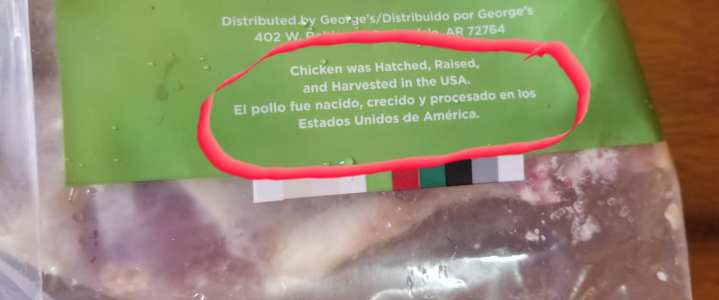 Distributed by George's/Distribuido por George's
402 W. AR 72764
Chicken was Hatched, Raised,
and Harvested in the USA.
El pollo fue nacido, crecido y procesado en los
Estados Unidos de América.